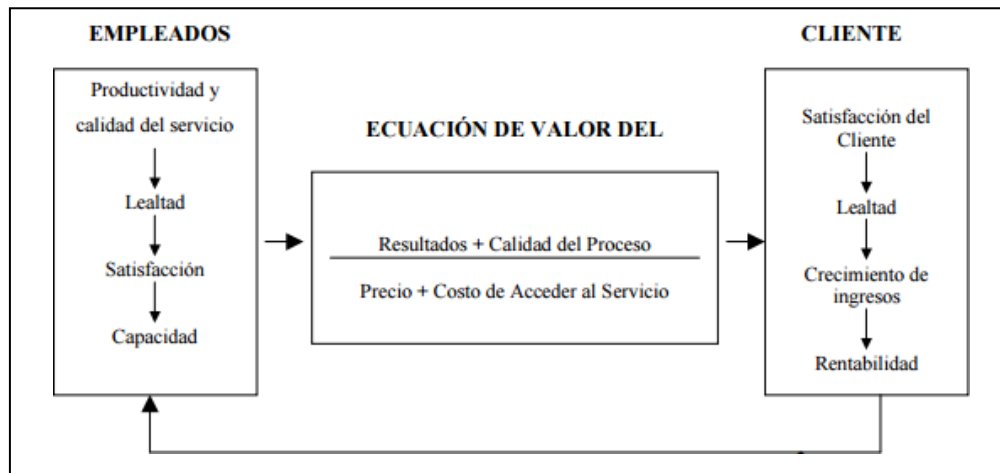 EMPLEADOS
Productividad y
calidad del servicio
Lealtad
Satisfacción
Capacidad
ECUACIÓN DE VALOR DEL
Resultados + Calidad del Proceso
Precio + Costo de Acceder al Servicio
CLIENTE
Satisfacción del
Cliente
Lealtad
Crecimiento de
ingresos
Rentabilidad